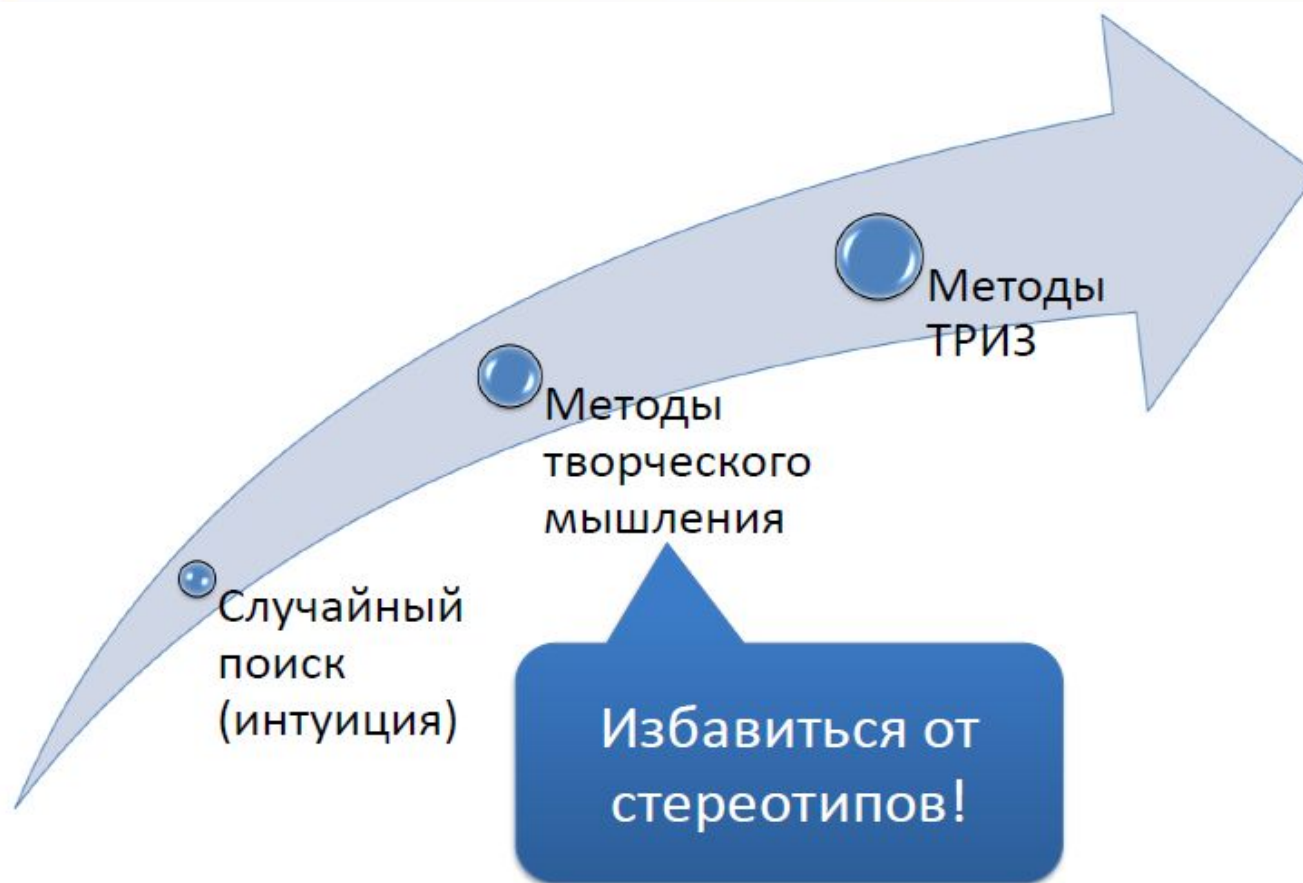 Методы
ТРИЗ
Методы
творческого
мышления
Случайный
поиск
(интуиция)
Избавиться от
стереотипов!